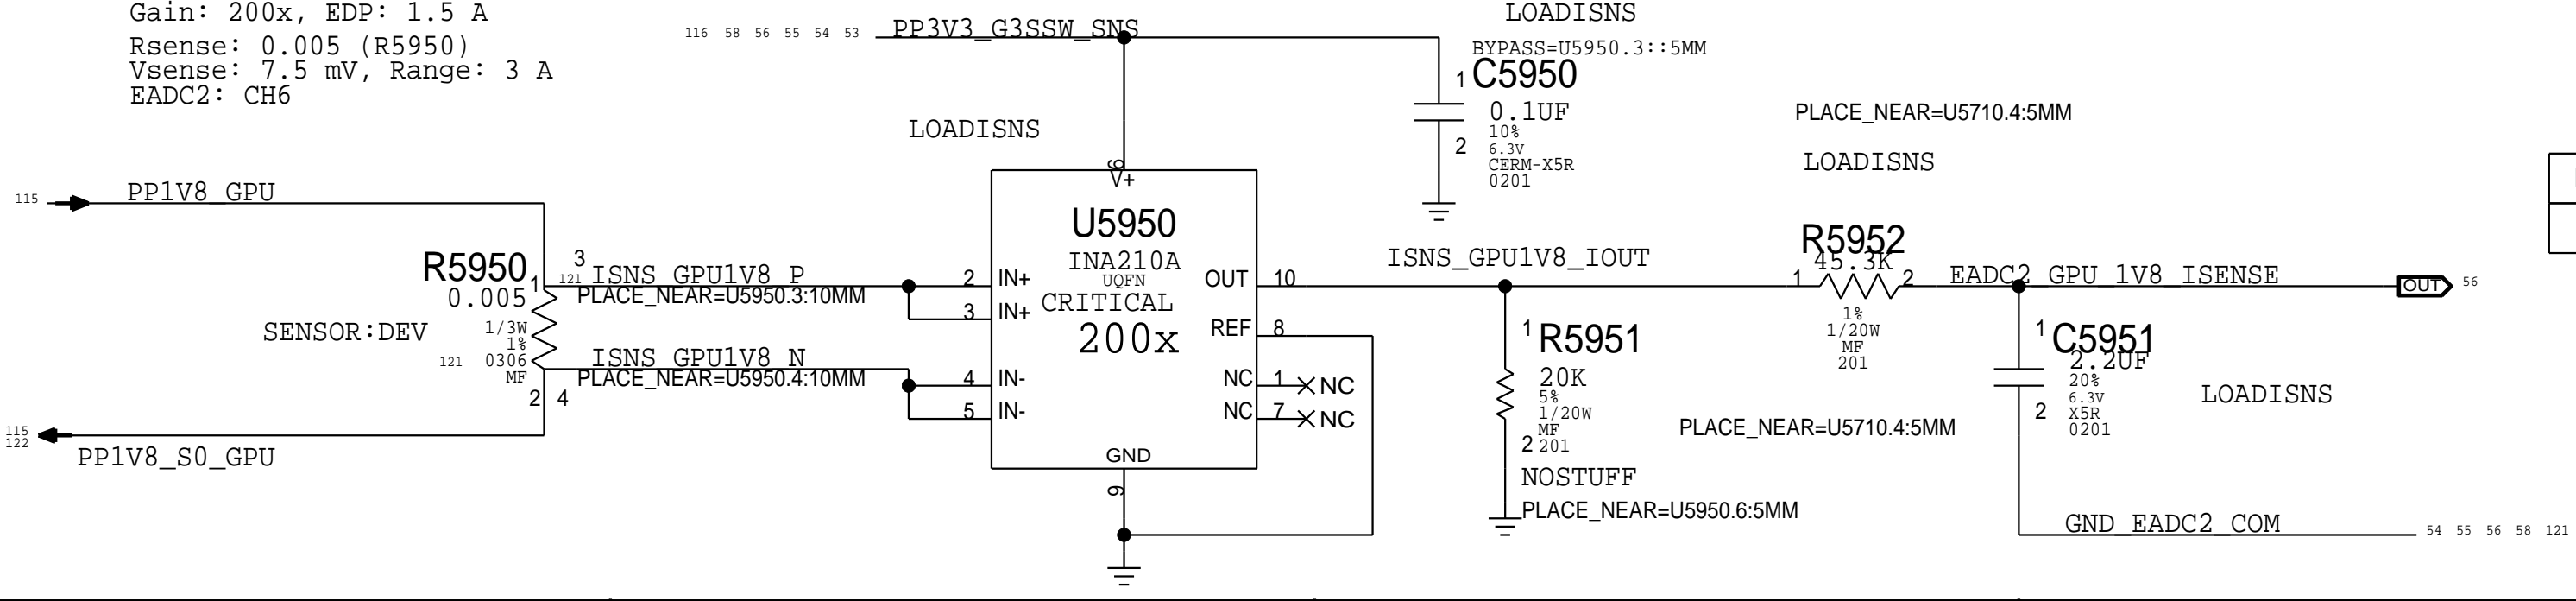 Gain: 200x, EDP: 1.5 A
Rsense: 0.005 (R5950)
Vsense: 7.5 mV, Range: 3 A
EADC2: CH6
116 58 56 55 54 53
PP3V3_G3SSW_SNS
LOADISNS
BYPASS=U5950.3::5MM
1
C5950
0.1UF
10%
6.3V
CERM-X5R
0201
2
LOADISNS
PLACE_NEAR=U5710.4:5MM
LOADISNS
115
PP1V8_GPU
R5950
0.005
1/3W
1%
0306
MF
SENSOR:DEV
1
3
121
ISNS_GPU1V8_P
PLACE_NEAR=U5950.3:10MM
121
ISNS_GPU1V8_N
PLACE_NEAR=U5950.4:10MM
2 4
115
122
PP1V8_S0_GPU
6
V+
U5950
INA210A
UQFN
CRITICAL
200x
2 IN+
3 IN+
4 IN-
5 IN-
OUT 10
REF 8
NC 1 NC
NC 7 NC
GND
9
ISNS_GPU1V8_IOUT
1
R5951
20K
5%
1/20W
MF
2 201
NOSTUFF
PLACE_NEAR=U5950.6:5MM
R5952
45.3K
1 2
1%
1/20W
MF
201
PLACE_NEAR=U5710.4:5MM
EADC2_GPU_1V8_ISENSE
OUT 56
1
C5951
2.2UF
20%
6.3V
X5R
0201
2
LOADISNS
GND_EADC2_COM
54 55 56 58 121